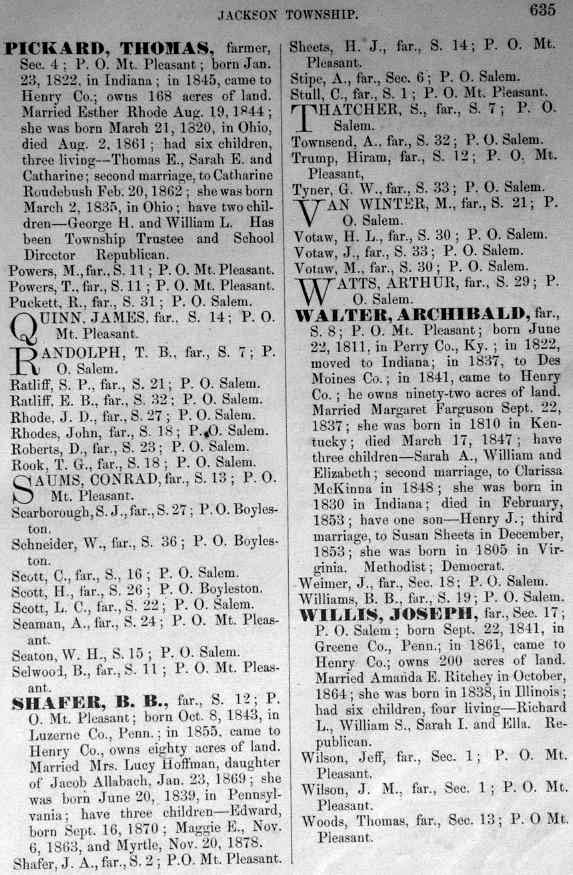 JACKSON TOWNSHIP.
635
PICKARD, THOMAS, farmer,
Sec. 4 ; P. O. Mt. Pleasant ; born Jan.
23, 1822, in Indiana ; in 1845, came to
Henry Co.; owns 168 acres of land.
Married Esther Rhode Aug. 19, 1844 ;
she was born March 21, 1820, in Ohio,
died Aug. 2, 1861 ; had six children,
three living—Thomas E., Sarah E. and
Catharine ; second marriage, to Catharine
Roudebush Feb. 20, 1862 ; she was born
March 2, 1835, in Ohio ; have two chil-
dren—George H. and William L. Has
been Township Trustee and School
Director Republican.
Powers, M., far., S. 11 ; P. O. Mt. Pleasant.
Powers, T., far., S. 11 ; P. O. Mt. Pleasant.
Puckett, R., far., S. 31 ; P. O. Salem.
QUINN, JAMES, far., S. 14; P. O.
Mt. Pleasant.
RANDOLPH, T. B., far., S. 7 ; P.
O. Salem.
Ratliff, S. P., far., S. 21; P. O. Salem.
Ratliff, E. B., far., S. 32; P. O. Salem.
Rhode, J. D., far., S. 27 ; P. O. Salem.
Rhodes, John, far., S. 18; P. O. Salem.
Roberts, D., far., S. 23 ; P. O. Salem.
Rook, T. G., far., S. 18 ; P. O. Salem.
SAUMS, CONRAD, far., S. 13 ; P. O.
Mt. Pleasant.
Scarborough, S. J., far., S. 27 ; P. O. Boyles-
ton.
Schneider, W., far., S. 36 ; P. O. Boyles-
ton.
Scott, C., far., S., 16 ; P. O. Salem.
Scott, H., far., S. 26 ; P. O. Boyleston.
Scott, L. C., far., S. 22 ; P. O. Salem.
Seaman, A., far., S. 24 ; P. O. Mt. Pleas-
ant.
Seaton, W. H., S. 15 ; P. O. Salem.
Selwood, B., far., S. 11 ; P. O. Mt. Pleas-
ant.
SHAFER, B. B., far., S. 12; P.
O. Mt. Pleasant ; born Oct. 8, 1843, in
Luzerne Co., Penn. ; in 1855, came to
Henry Co., owns eighty acres of land.
Married Mrs. Lucy Hoffman, daughter
of Jacob Allabach, Jan. 23, 1869 ; she
was born June 20, 1839, in Pennsyl-
vania ; have three children—Edward,
born Sept. 16, 1870 ; Maggie E., Nov.
6, 1863, and Myrtle, Nov. 20, 1878.
Shafer, J. A., far., S. 2 ; P.O. Mt. Pleasant.
Sheets, H. J., far., S. 14 ; P. O. Mt.
Pleasant.
Stipe, A., far., Sec. 6 ; P. O. Salem.
Stull, C., far., S. 1 ; P. O. Mt. Pleasant.
THATCHER, S., far., S. 7 ; P. O.
Salem.
Townsend, A., far., S. 32 ; P. O. Salem.
Trump, Hiram, far., S. 12; P. O. Mt.
Pleasant,
Tyner, G. W., far., S. 33 ; P. O. Salem.
VAN WINTER, M., far., S. 21; P.
O. Salem.
Votaw, H. L., far., S. 30 ; P. O. Salem.
Votaw, J., far., S. 33; P. O. Salem.
Votaw, M., far., S. 30 ; P. O. Salem.
WATTS, ARTHUR, far., S. 29 ; P.
O. Salem.
WALTER, ARCHIBALD, far.,
S. 8 ; P. O. Mt. Pleasant ; born June
22, 1811, in Perry Co., Ky. ; in 1822,
moved to Indiana ; in 1837, to Des
Moines Co. ; in 1841, came to Henry
Co. ; he owns ninety-two acres of land.
Married Margaret Farguson Sept. 22,
1837 ; she was born in 1810 in Ken-
tucky ; died March 17, 1847 ; have
three children—Sarah A., William and
Elizabeth ; second marriage, to Clarissa
McKinna in 1848 ; she was born in
1830 in Indiana ; died in February,
1853 ; have one son—Henry J. ; third
marriage, to Susan Sheets in December,
1853 ; she was born in 1805 in Vir-
ginia. Methodist ; Democrat.
Weimer, J., far., Sec. 18; P. O. Salem.
Williams, B. B., far., S. 19 ; P. O. Salem.
WILLIS, JOSEPH, far., Sec. 17 ;
P. O. Salem ; born Sept. 22, 1841, in
Greene Co., Penn.; in 1861, came to
Henry Co.; owns 200 acres of land.
Married Amanda E. Ritchey in October,
1864 ; she was born in 1838, in Illinois ;
had six children, four living—Richard
L., William S., Sarah I. and Ella. Re-
publican.
Wilson, Jeff, far., Sec. 1; P. O. Mt.
Pleasant.
Wilson, J. M., far., Sec. 1 ; P. O. Mt.
Pleasant.
Woods, Thomas, far., Sec. 13 ; P. O Mt.
Pleasant.